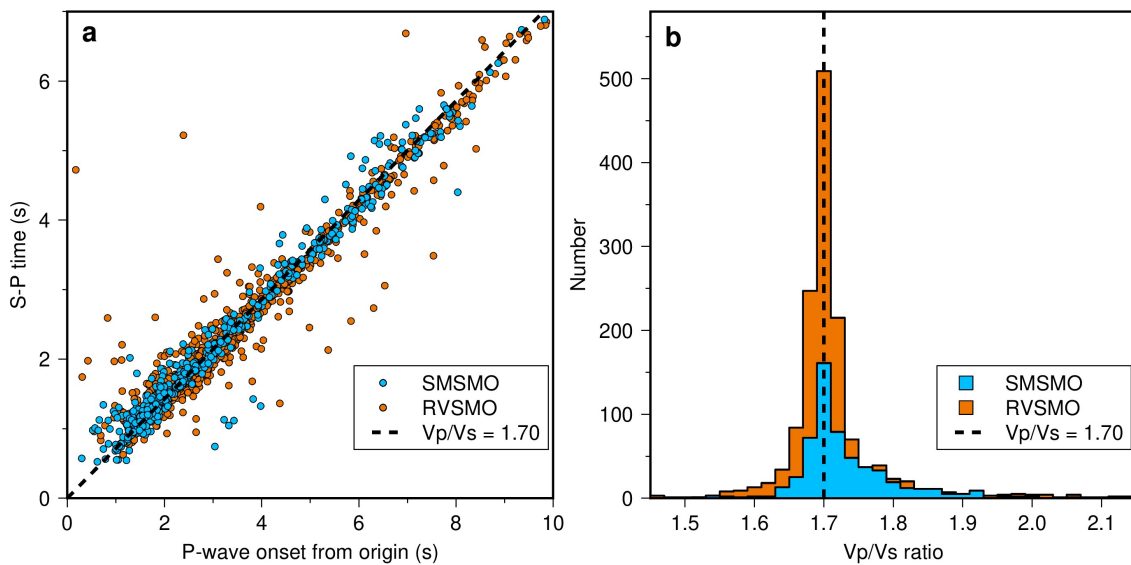 a
S-P time (s)
6
4
2
0
SMSMO
RVSMO
Vp/Vs = 1.70
0 2 4 6 8 10
P-wave onset from origin (s)
b
Number
500
400
300
200
100
0
SMSMO
RVSMO
Vp/Vs = 1.70
1.5 1.6 1.7 1.8 1.9 2.0 2.1
Vp/Vs ratio